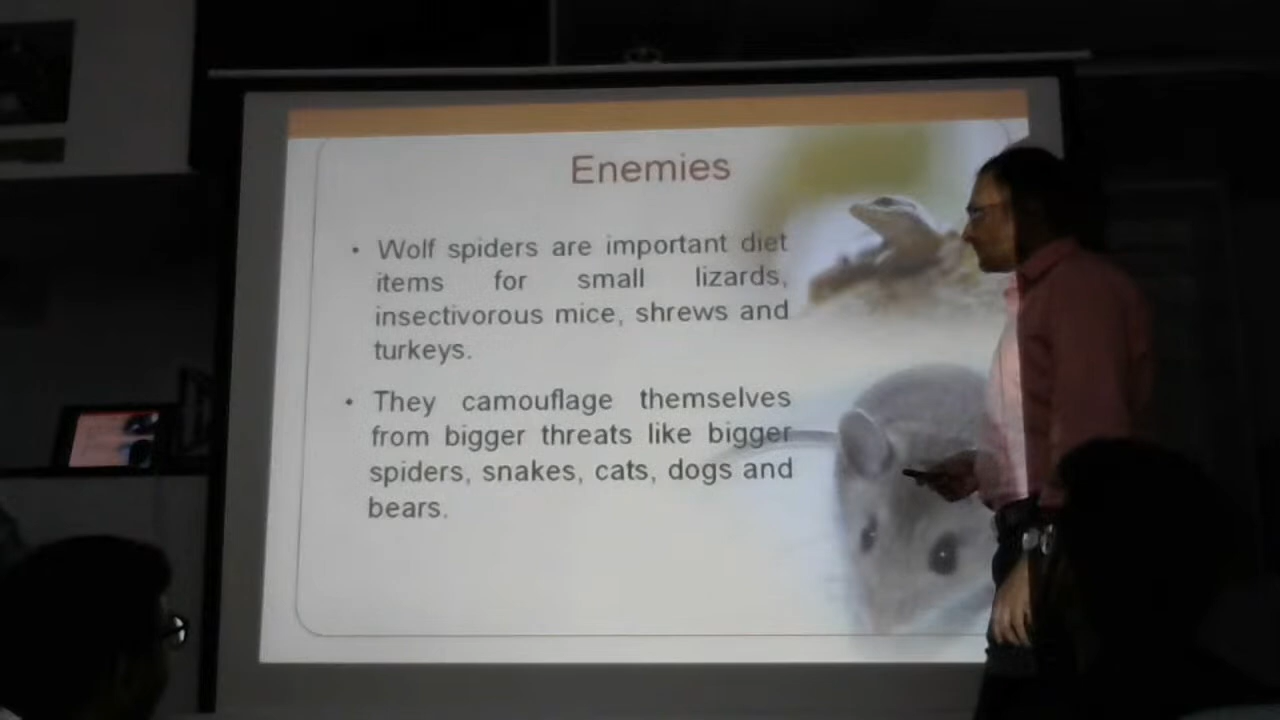 Enemies
• Wolf spiders are important diet
items for small lizards,
insectivorous mice, shrews and
turkeys.
• They camouflage themselves
from bigger threats like bigger
spiders, snakes, cats, dogs and
bears.